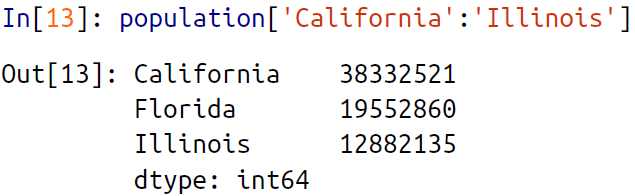 In[13]: population['California':'Illinois']
Out[13]: California    38332521
         Florida       19552860
         Illinois      12882135
         dtype: int64